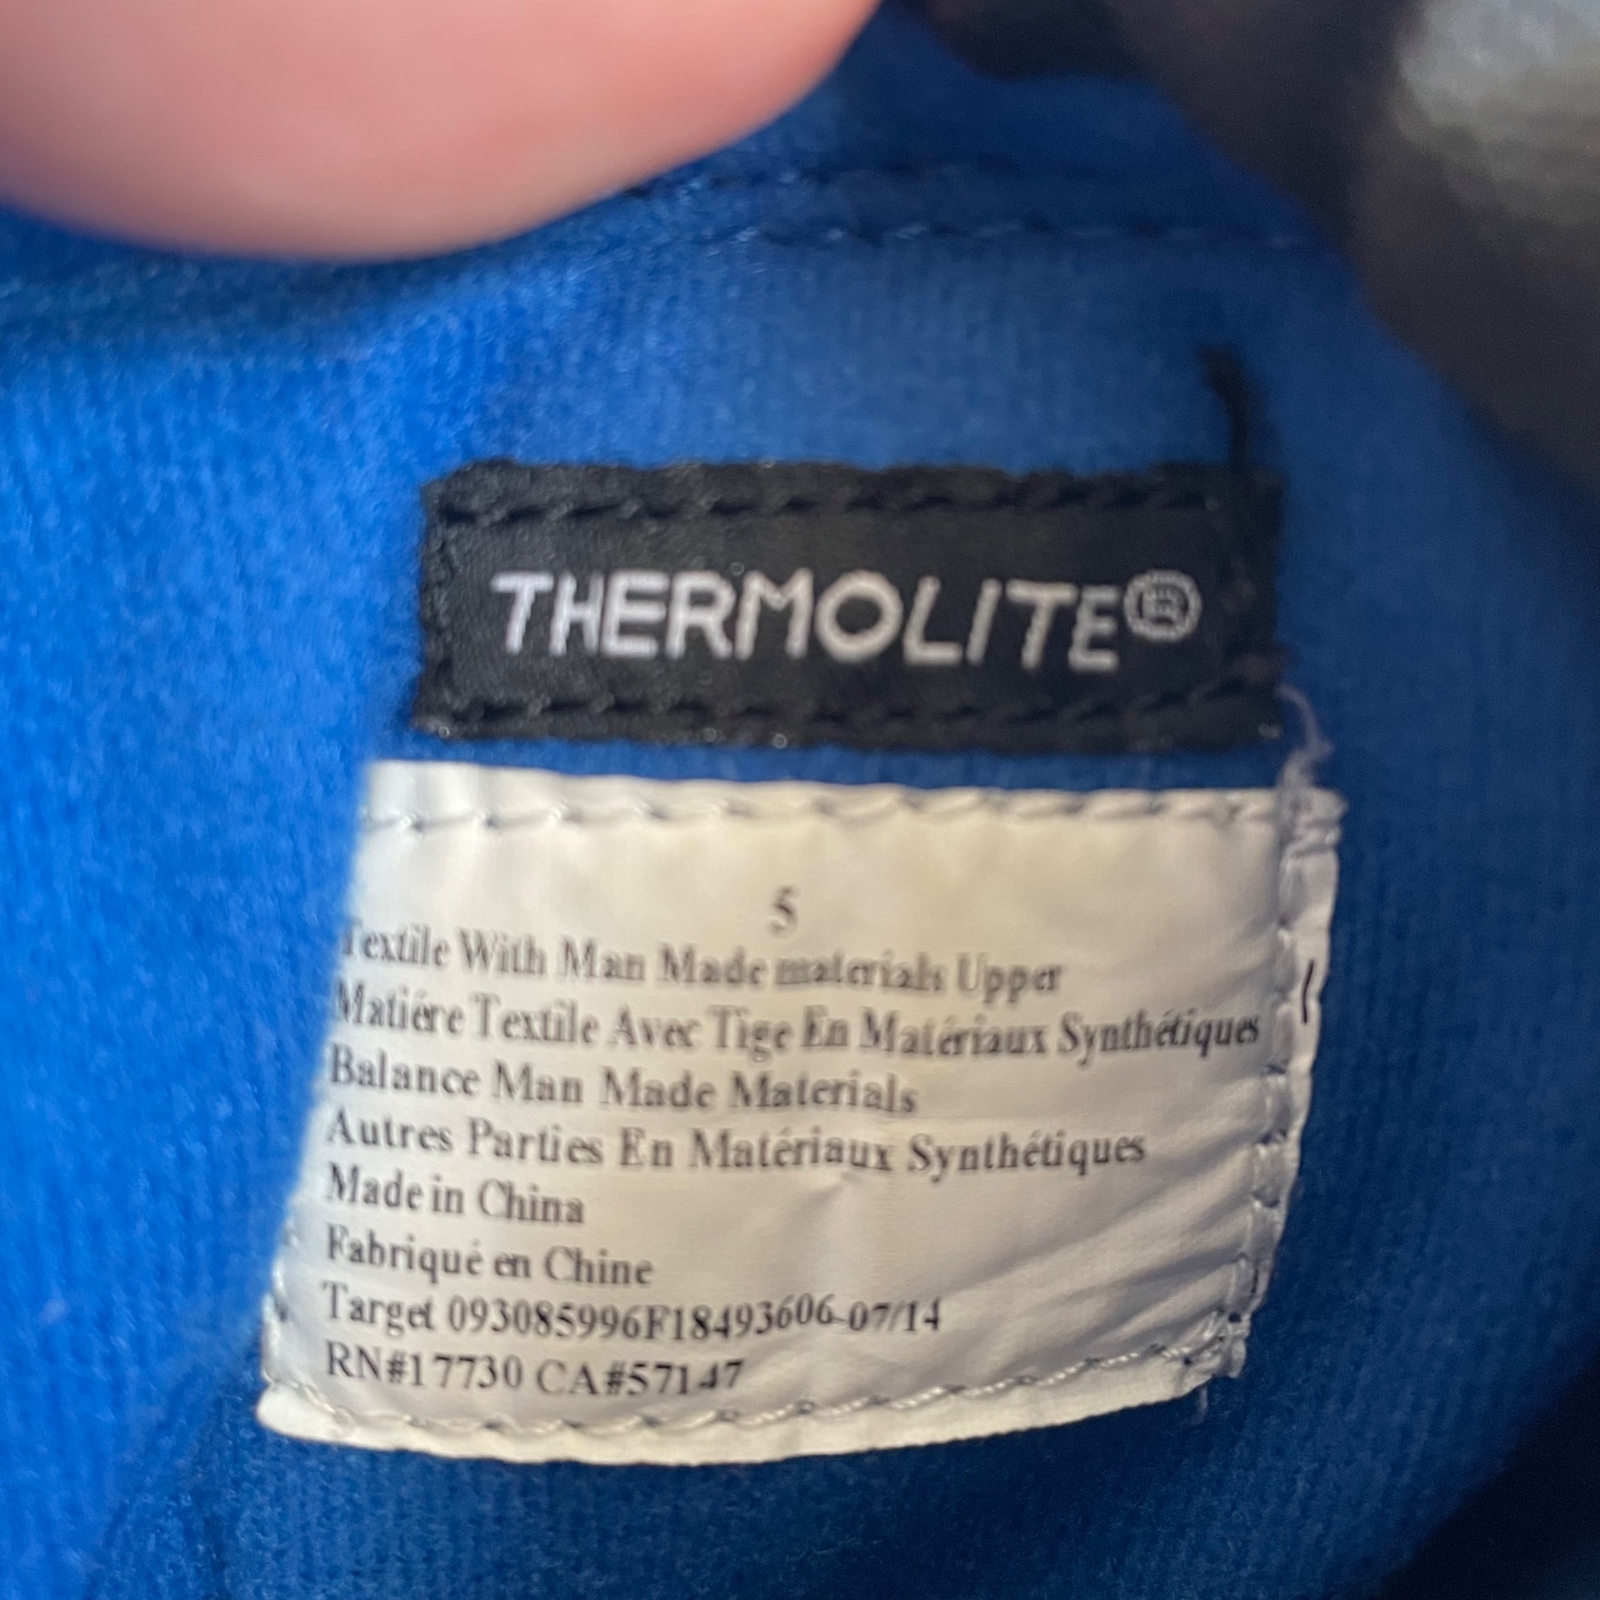 THERMOLITE®
5
Textile With Man Made materials Upper
Matiére Textile Avec Tige En Matériaux Synthétiques
Balance Man Made Materials
Autres Parties En Matériaux Synthétiques
Made in China
Fabriqué en Chine
Target 093085996F18493606-07/14
RN#17730 CA#57147